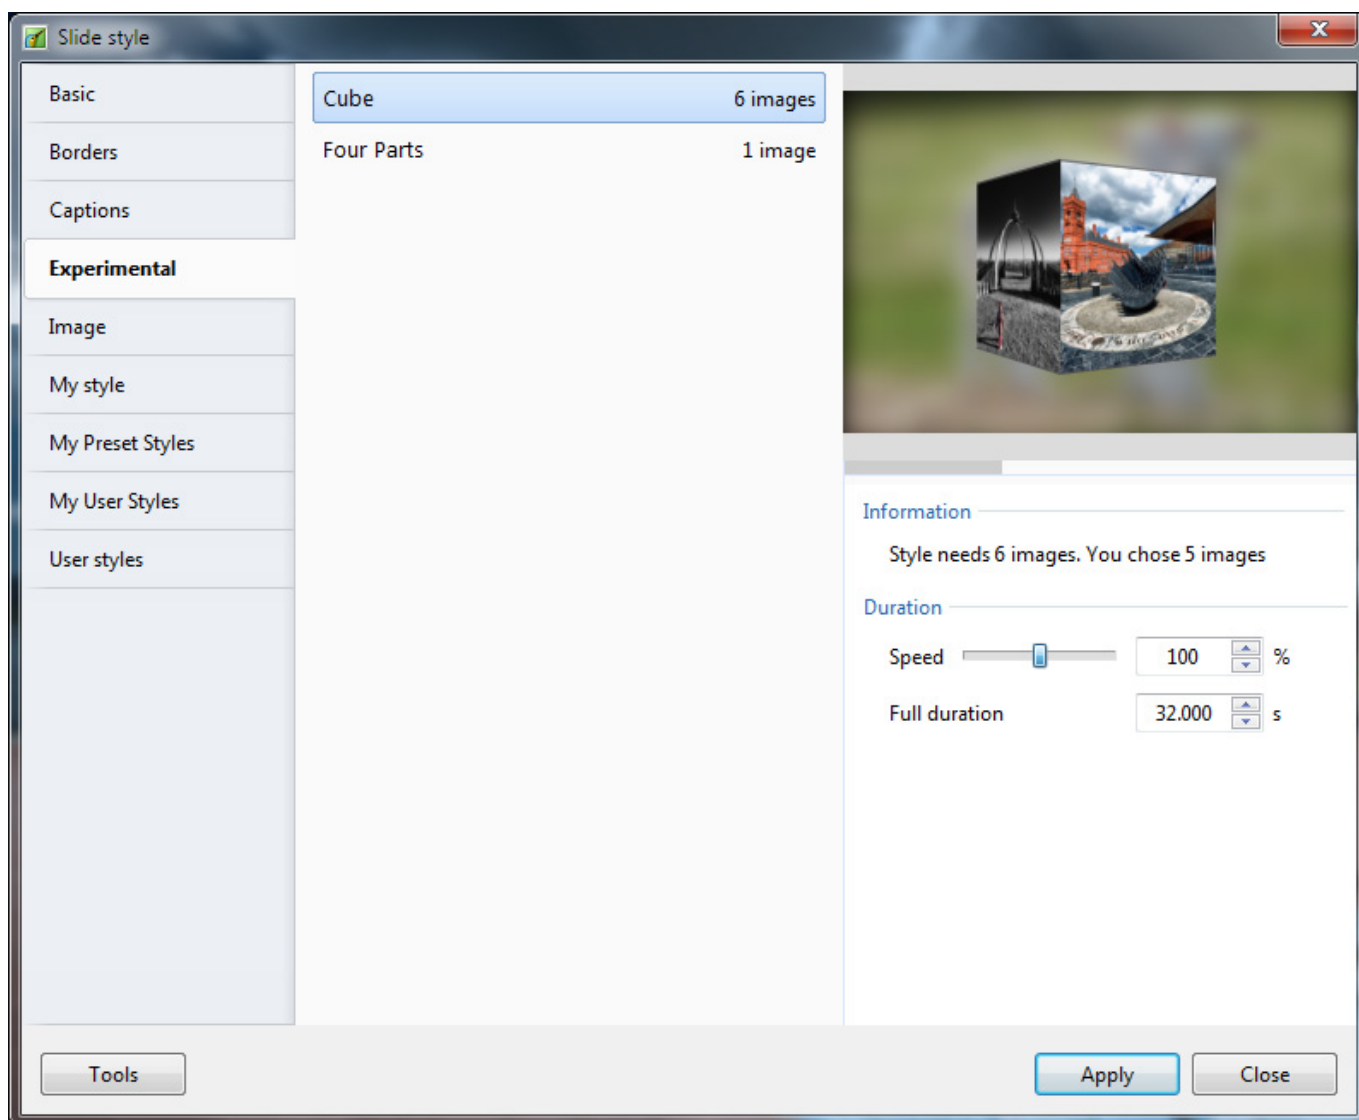 Slide style
Basic
Borders
Captions
Experimental
Image
My style
My Preset Styles
My User Styles
User styles
Cube 6 images
Four Parts 1 image
Information
Style needs 6 images. You chose 5 images
Duration
Speed 100 %
Full duration 32.000 s
Tools
Apply
Close